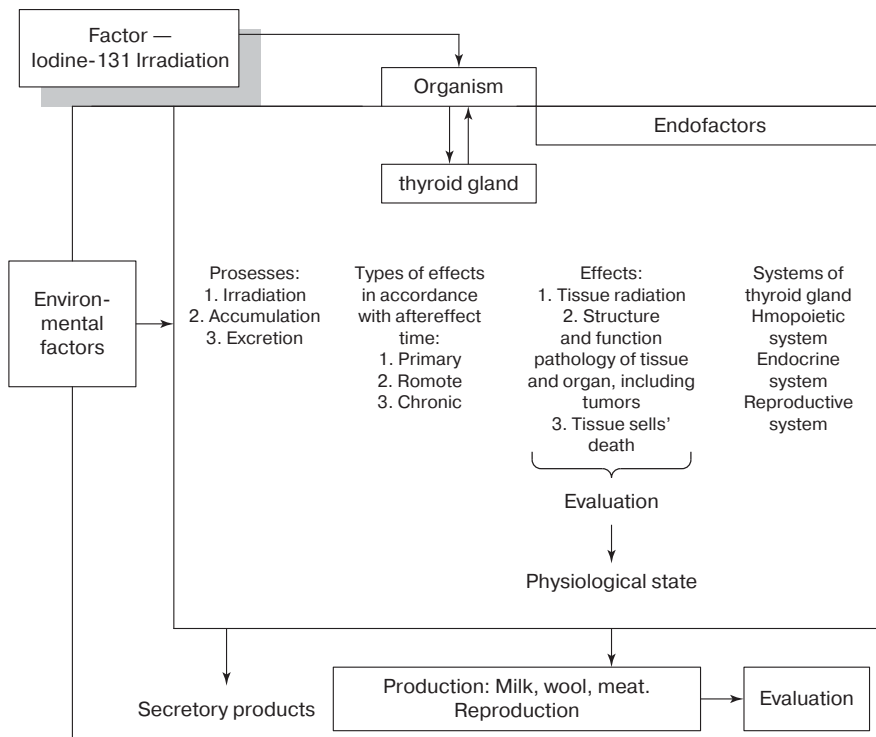 Factor —
Iodine-131 Irradiation
Organism
Endofactors
thyroid gland
Environ-
mental
factors
Prosesses:
1. Irradiation
2. Accumulation
3. Excretion
Types of effects
in accordance
with aftereffect
time:
1. Primary
2. Romote
3. Chronic
Effects:
1. Tissue radiation
2. Structure
and function
pathology of tissue
and organ, including
tumors
3. Tissue sells’
death
Systems of
thyroid gland
Hmopoietic
system
Endocrine
system
Reproductive
system
Evaluation
Physiological state
Secretory products
Production: Milk, wool, meat.
Reproduction
Evaluation